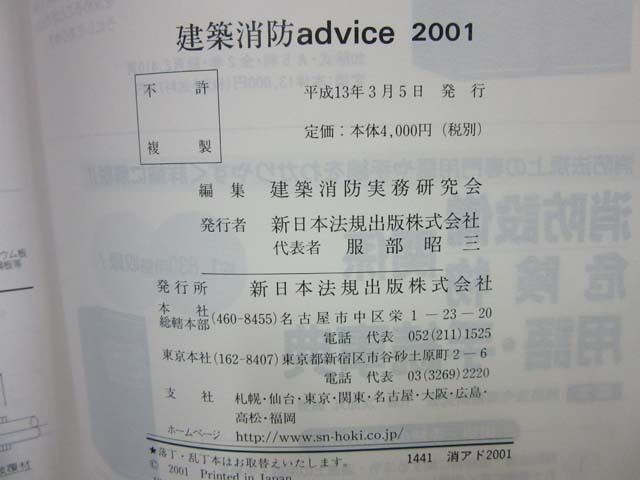 建築消防advice 2001
不許
複製
平成13年3月5日 発行
定価：本体4,000円（税別）
編集 建築消防実務研究会
発行者 新日本法規出版株式会社
代表者 服部昭三
発行所 新日本法規出版株式会社
本社
総轄本部 (460-8455) 名古屋市中区栄1－23－20
電話 代表 052(211)1525
東京本社 (162-8407) 東京都新宿区市谷砂土原町2－6
電話 代表 03(3269)2220
支社 札幌・仙台・東京・関東・名古屋・大阪・広島・
高松・福岡
ホームページ http://www.sn-hoki.co.jp/
★落丁・乱丁本はお取替えいたします。 1441 消アド2001
© 2001 Printed in Japan